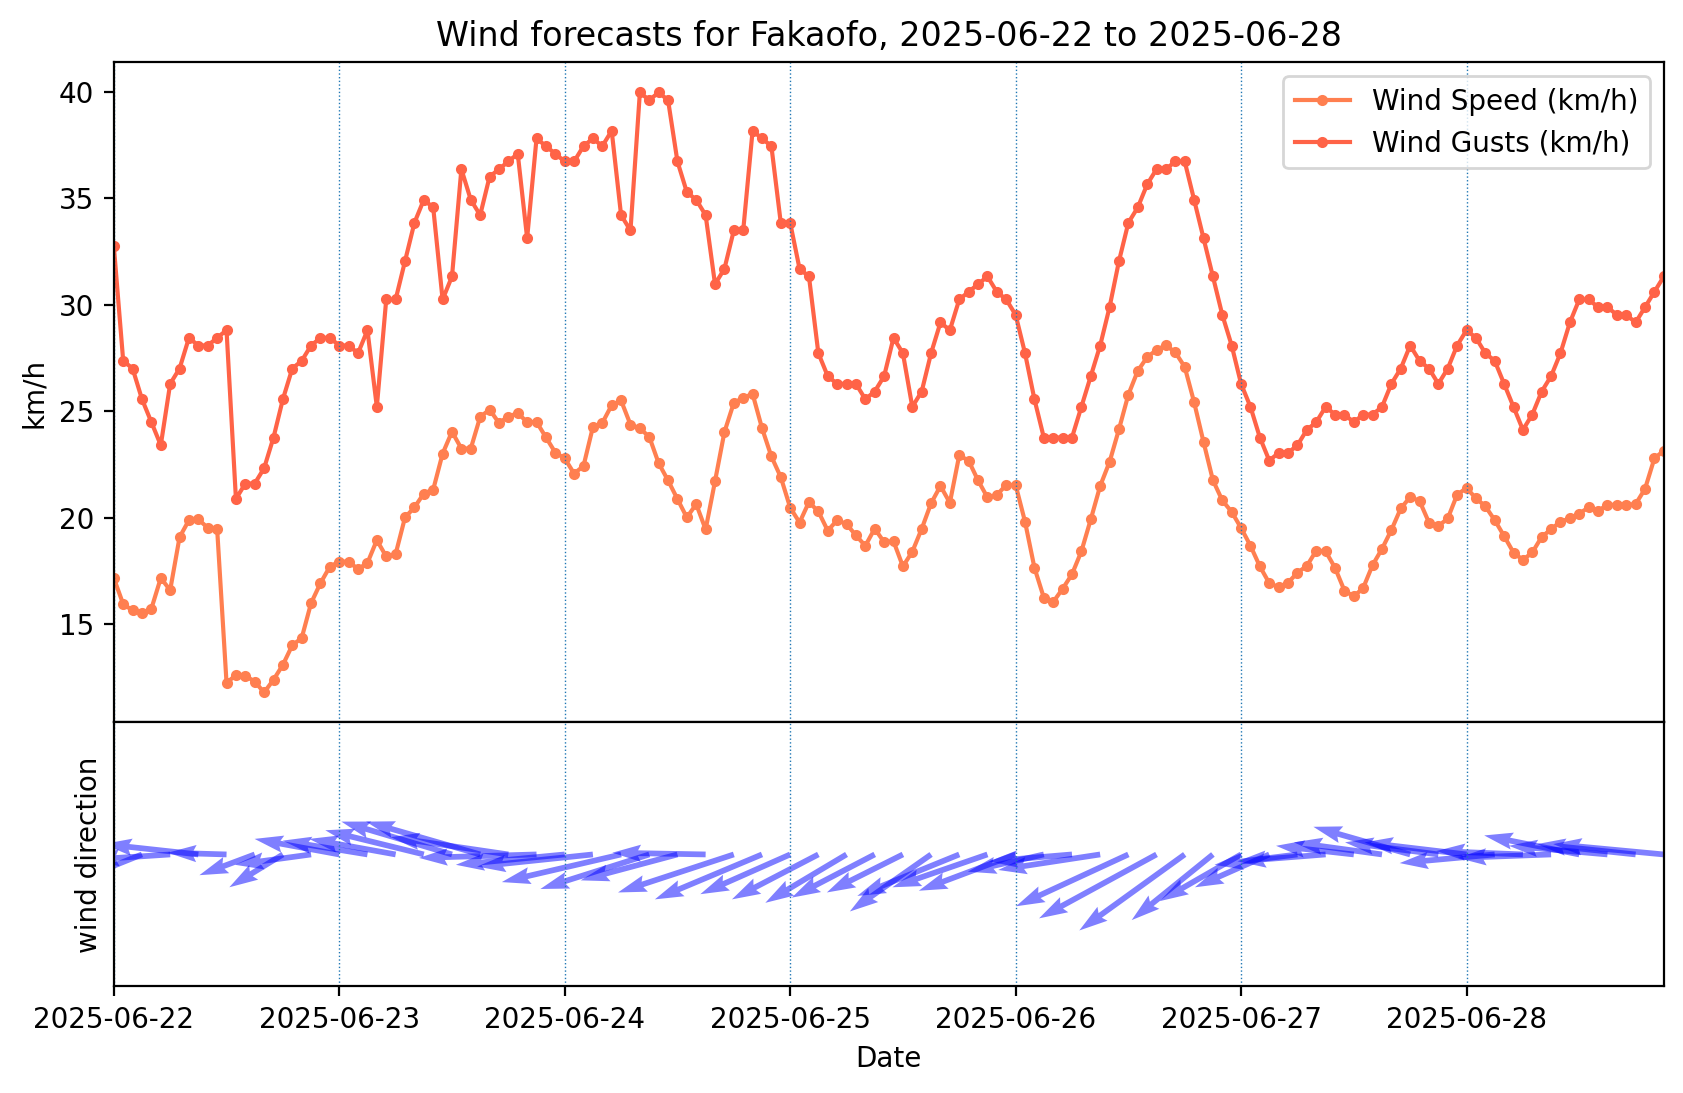 Wind forecasts for Fakaofo, 2025-06-22 to 2025-06-28
Wind Speed (km/h)
Wind Gusts (km/h)
km/h
40
35
30
25
20
15
wind direction
2025-06-22
2025-06-23
2025-06-24
2025-06-25
2025-06-26
2025-06-27
2025-06-28
Date